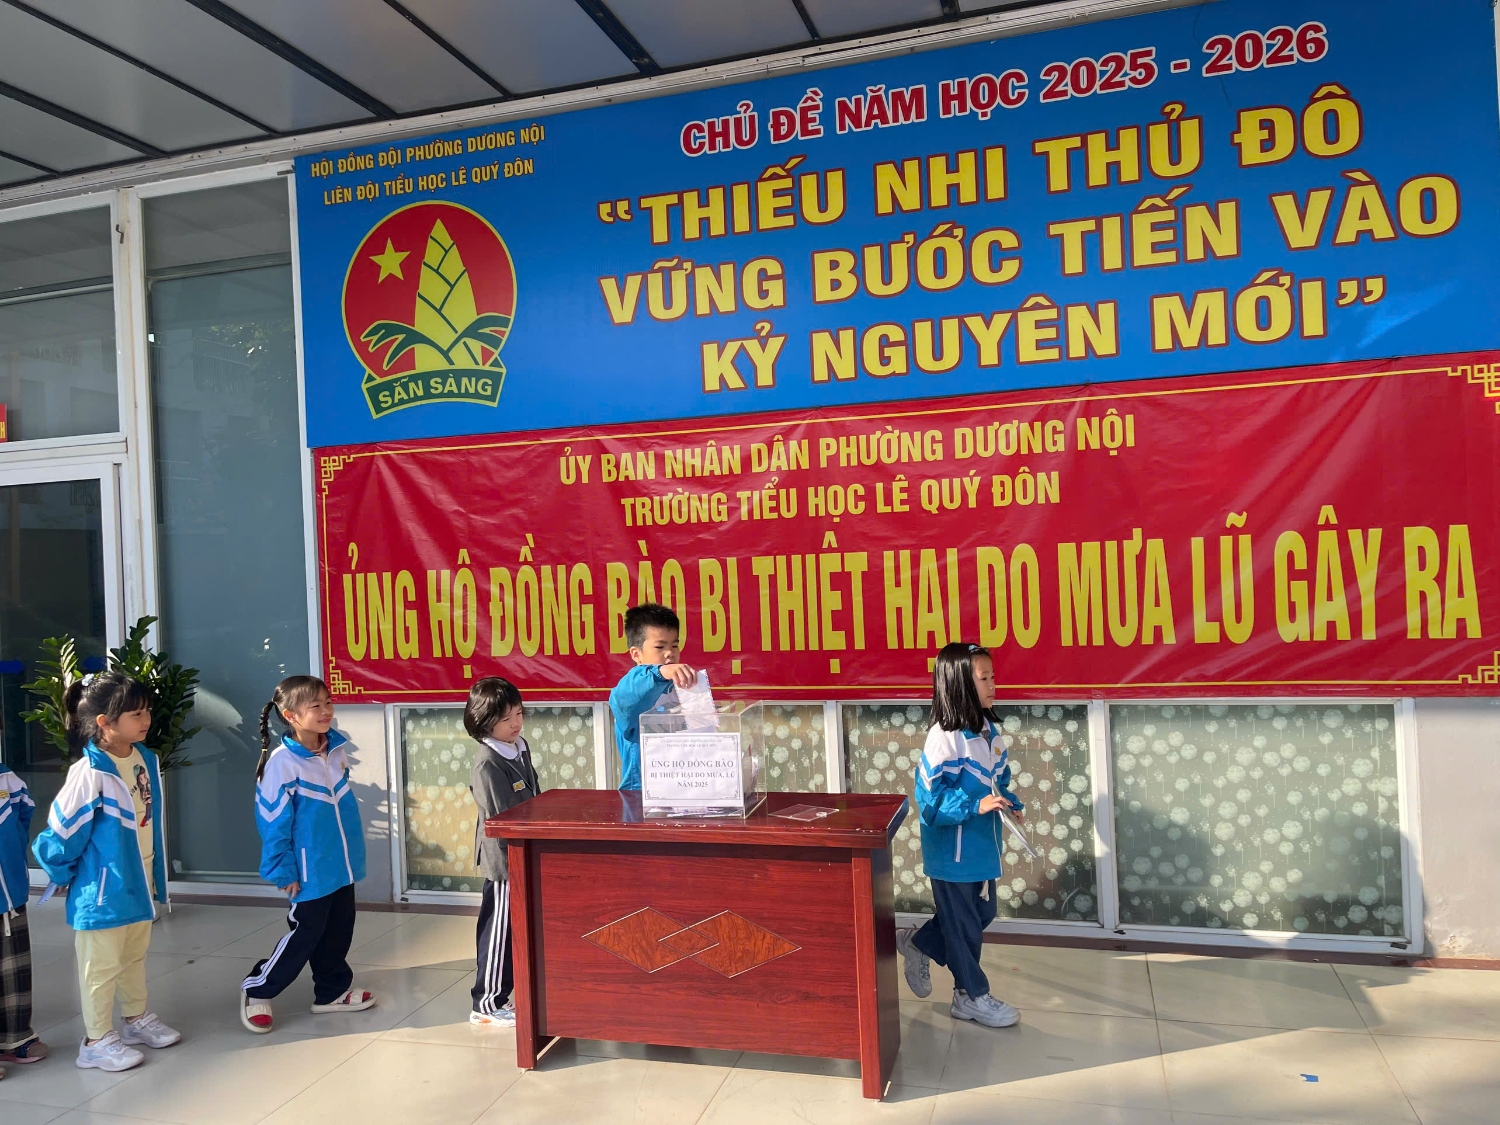 CHỦ ĐỀ NĂM HỌC 2025 - 2026
HỘI ĐỒNG ĐỘI PHƯỜNG DƯƠNG NỘI
LIÊN ĐỘI TIỂU HỌC LÊ QUÝ ĐÔN
"THIẾU NHI THỦ ĐÔ
VỮNG BƯỚC TIẾN VÀO
KỶ NGUYÊN MỚI"
SẴN SÀNG
ỦY BAN NHÂN DÂN PHƯỜNG DƯƠNG NỘI
TRƯỜNG TIỂU HỌC LÊ QUÝ ĐÔN
ỦNG HỘ ĐỒNG BÀO BỊ THIỆT HẠI DO MƯA LŨ GÂY RA
ỦNG HỘ ĐỒNG BÀO
BỊ THIỆT HẠI DO MƯA, LŨ
NĂM 2025